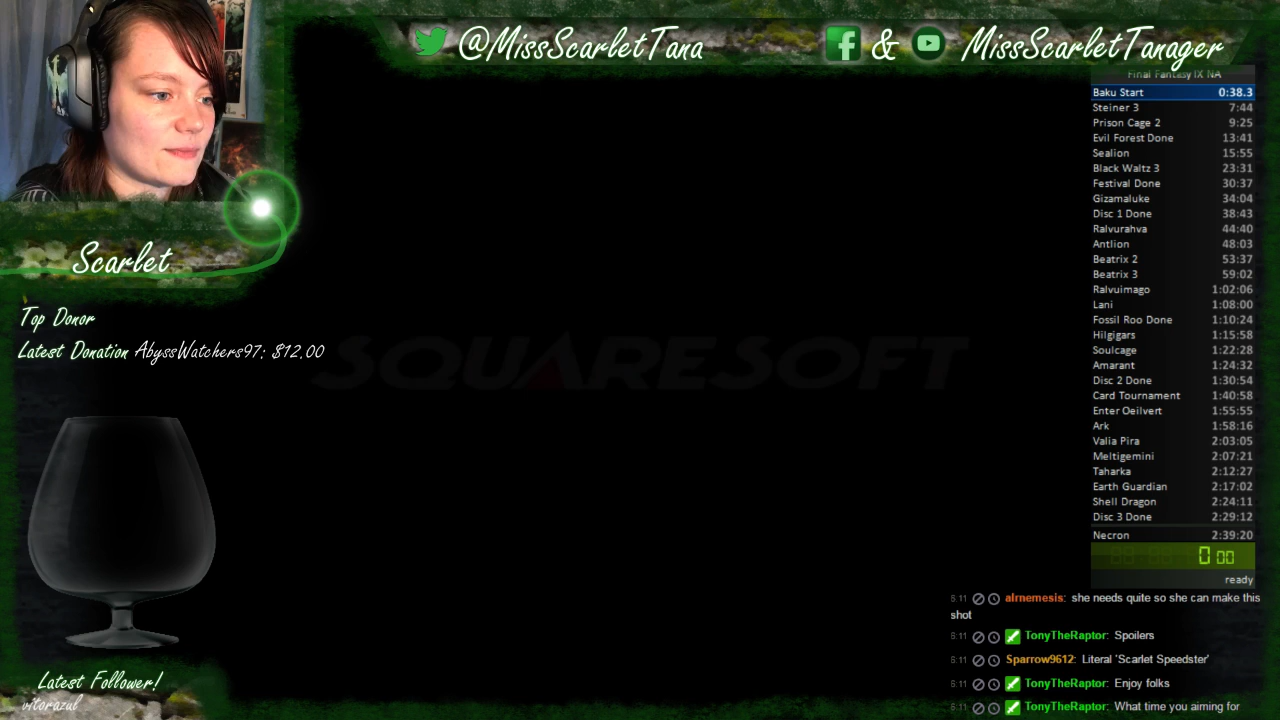 @MissScarletTana & MissScarletTanager
Final Fantasy IX NA
Baku Start 0:38.3
Steiner 3 7:44
Prison Cage 2 9:25
Evil Forest Done 13:41
Sealion 15:55
Black Waltz 3 23:31
Festival Done 30:37
Gizamaluke 34:04
Disc 1 Done 38:43
Ralvurahva 44:40
Antlion 48:03
Beatrix 2 53:37
Beatrix 3 59:02
Ralvuimago 1:02:06
Lani 1:08:00
Fossil Roo Done 1:10:24
Hilgigars 1:15:58
Soulcage 1:22:28
Amarant 1:24:32
Disc 2 Done 1:30:54
Card Tournament 1:40:58
Enter Oeilvert 1:55:55
Ark 1:58:16
Valia Pira 2:03:05
Meltigemini 2:07:21
Taharka 2:12:27
Earth Guardian 2:17:02
Shell Dragon 2:24:11
Disc 3 Done 2:29:12
Necron 2:39:20
0 00
ready
Scarlet
Top Donor
Latest Donation AbyssWatchers97: $12.00
SQUARESOFT
Latest Follower!
vitorazul
6:11 alrnemesis: she needs quite so she can make this
shot
6:11 TonyTheRaptor: Spoilers
6:11 Sparrow9612: Literal 'Scarlet Speedster'
6:11 TonyTheRaptor: Enjoy folks
6:11 TonyTheRaptor: What time you aiming for